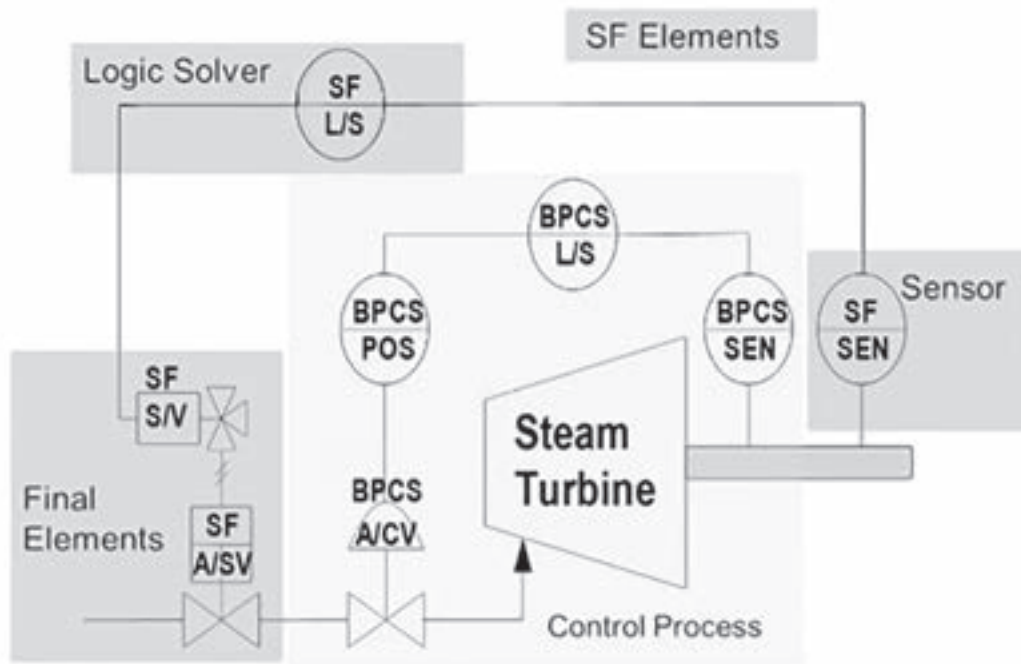 SF Elements
Logic Solver
SF
L/S
BPCS
L/S
BPCS
POS
BPCS
SEN
SF
SEN
Sensor
SF
S/V
Steam
Turbine
Final
Elements
SF
A/SV
BPCS
A/CV
Control Process